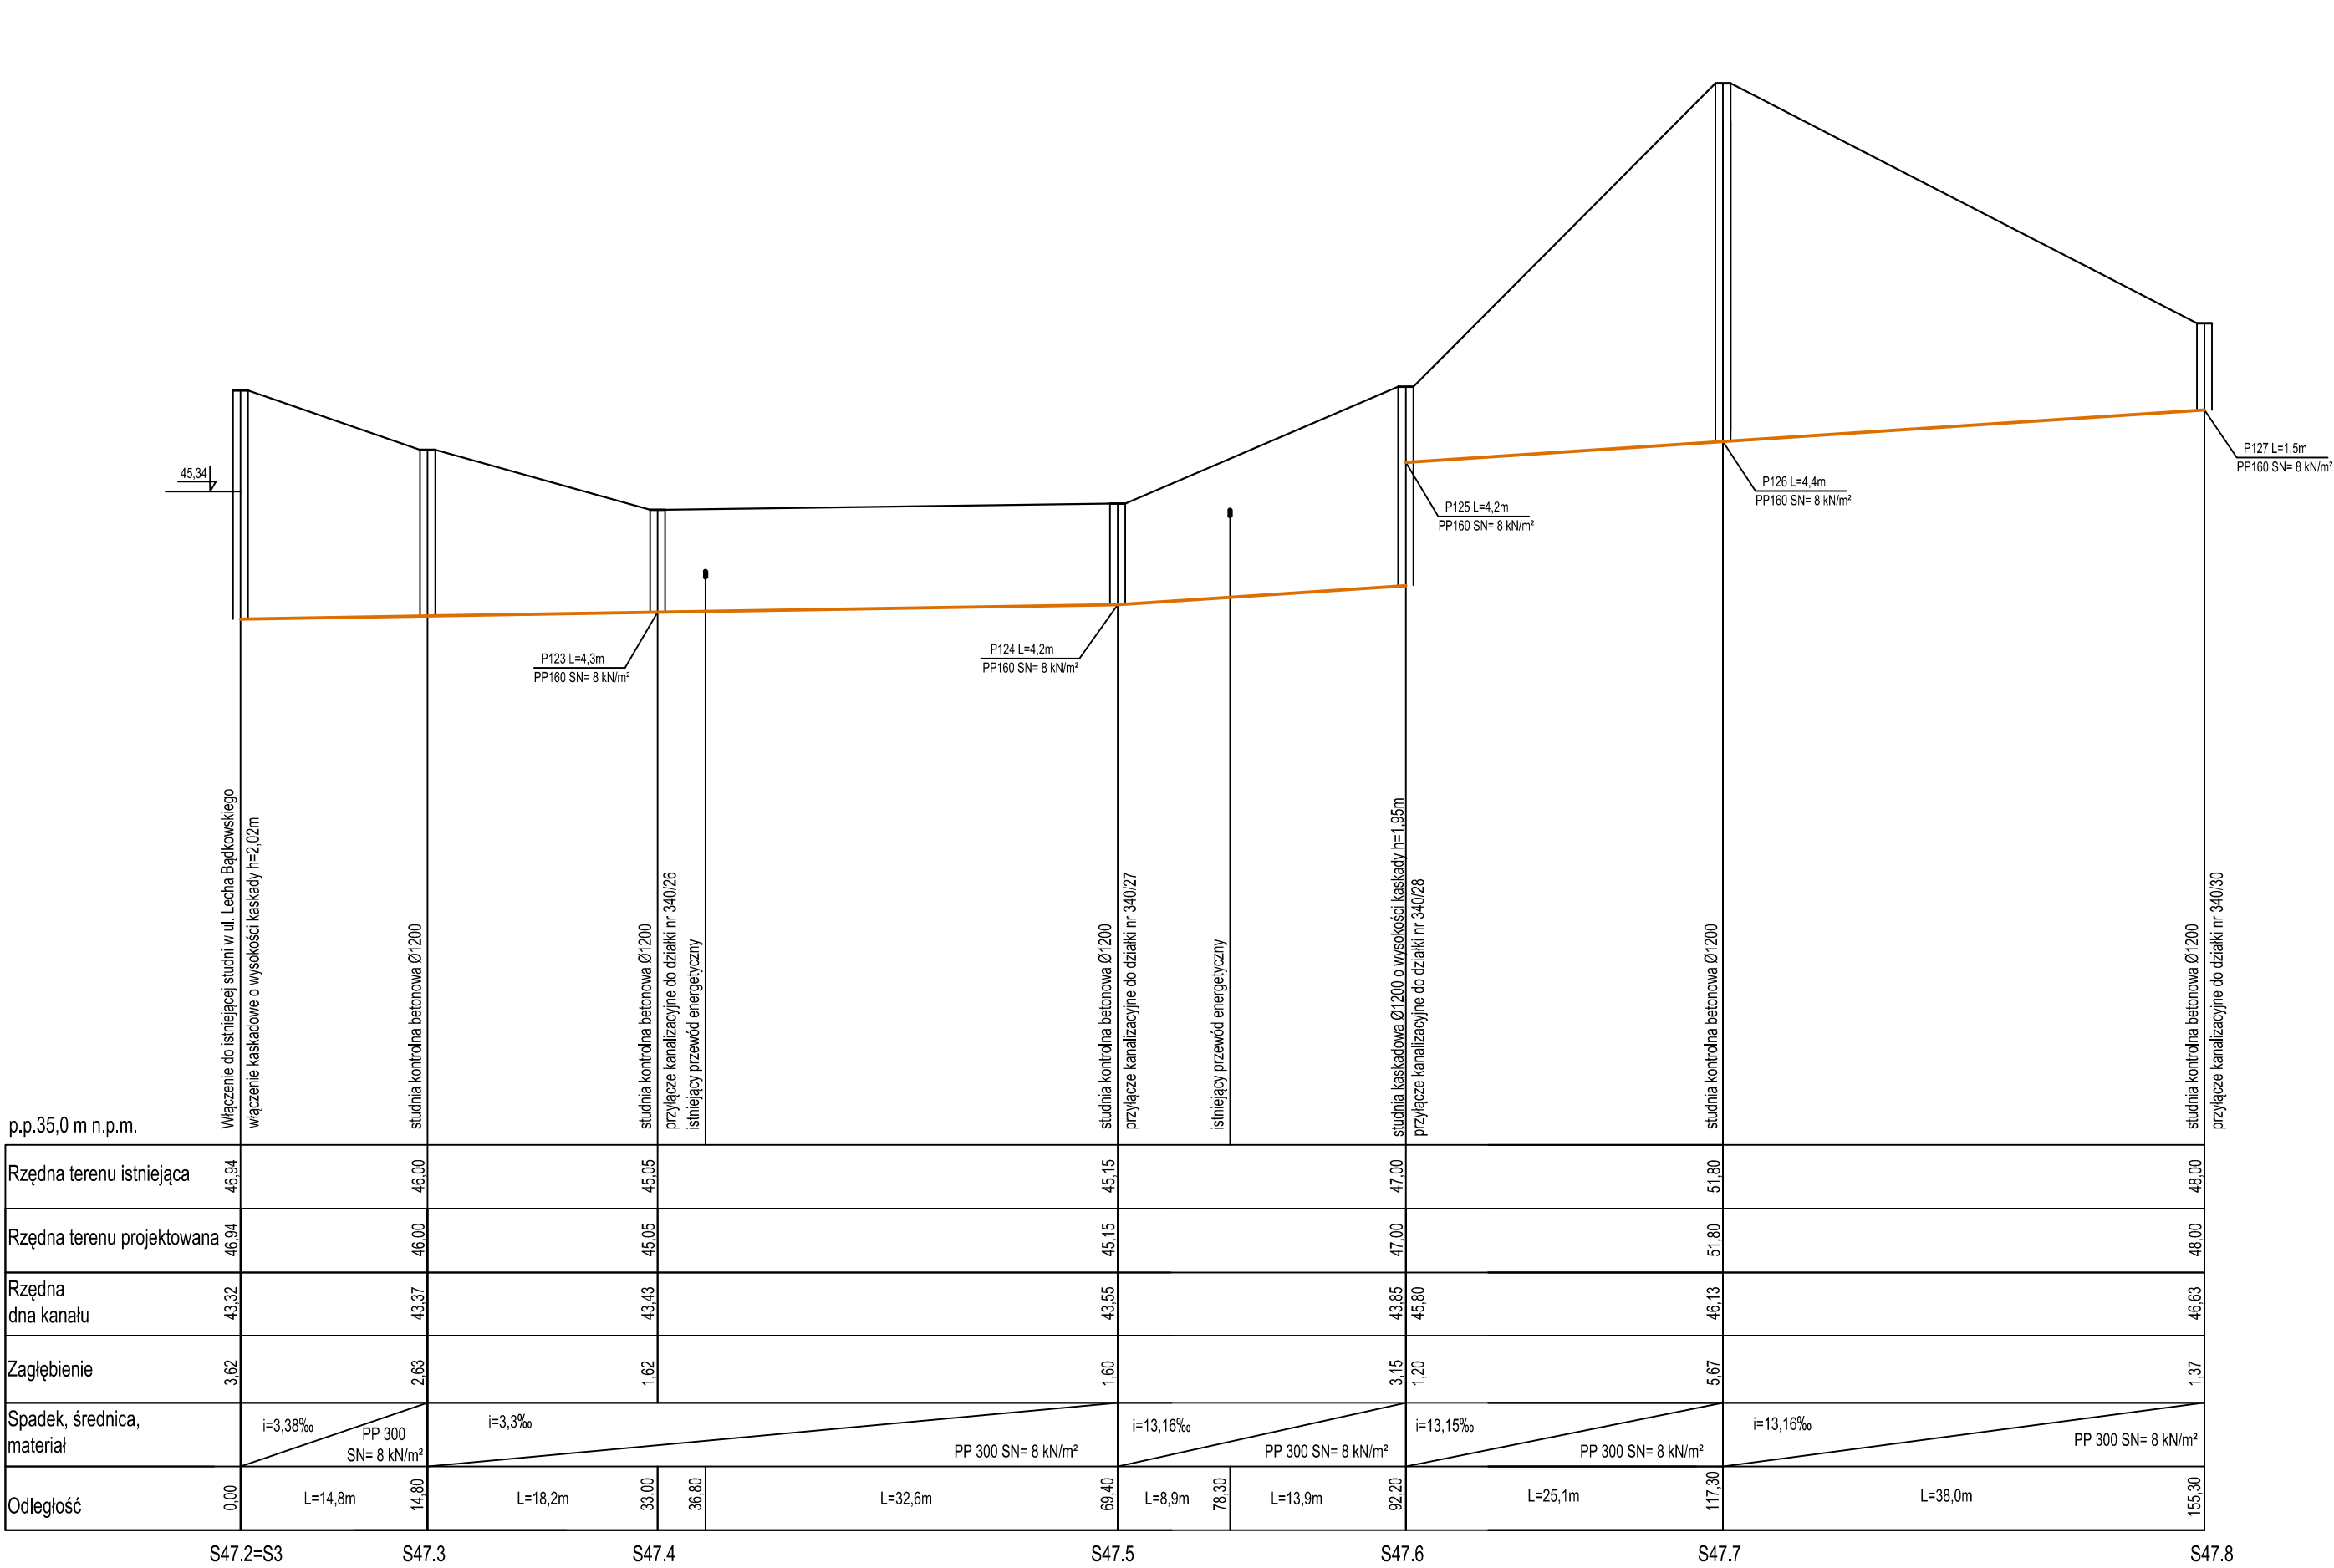 45,34
P123 L=4,3m
PP160 SN= 8 kN/m²
P124 L=4,2m
PP160 SN= 8 kN/m²
P125 L=4,2m
PP160 SN= 8 kN/m²
P126 L=4,4m
PP160 SN= 8 kN/m²
P127 L=1,5m
PP160 SN= 8 kN/m²
Włączenie do istniejącej studni w ul. Lecha Bądkowskiego
włączenie kaskadowe o wysokości kaskady h=2,02m
studnia kontrolna betonowa Ø1200
studnia kontrolna betonowa Ø1200
przyłącze kanalizacyjne do działki nr 340/26
istniejący przewód energetyczny
studnia kontrolna betonowa Ø1200
przyłącze kanalizacyjne do działki nr 340/27
istniejący przewód energetyczny
studnia kaskadowa Ø1200 o wysokości kaskady h=1,95m
przyłącze kanalizacyjne do działki nr 340/28
studnia kontrolna betonowa Ø1200
studnia kontrolna betonowa Ø1200
przyłącze kanalizacyjne do działki nr 340/30
p.p.35,0 m n.p.m.
Rzędna terenu istniejąca 46,94 46,00 45,05 45,15 47,00 51,80 48,00
Rzędna terenu projektowana 46,94 46,00 45,05 45,15 47,00 51,80 48,00
Rzędna
dna kanału 43,32 43,37 43,43 43,55 43,85 45,80 46,13 46,63
Zagłębienie 3,62 2,63 1,62 1,60 3,15 1,20 5,67 1,37
Spadek, średnica,
materiał
i=3,38‰ PP 300
SN= 8 kN/m²
i=3,3‰ PP 300 SN= 8 kN/m²
i=13,16‰ PP 300 SN= 8 kN/m²
i=13,15‰ PP 300 SN= 8 kN/m²
i=13,16‰ PP 300 SN= 8 kN/m²
Odległość 0,00 L=14,8m 14,80 L=18,2m 33,00 36,80 L=32,6m 69,40 L=8,9m 78,30 L=13,9m 92,20 L=25,1m 117,30 L=38,0m 155,30
S47.2=S3 S47.3 S47.4 S47.5 S47.6 S47.7 S47.8